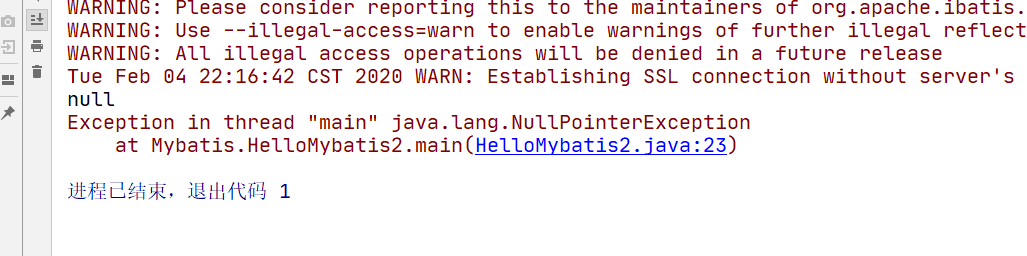 WARNING: Please consider reporting this to the maintainers of org.apache.ibatis.
WARNING: Use --illegal-access=warn to enable warnings of further illegal reflect
WARNING: All illegal access operations will be denied in a future release
Tue Feb 04 22:16:42 CST 2020 WARN: Establishing SSL connection without server's
null
Exception in thread "main" java.lang.NullPointerException
at Mybatis.HelloMybatis2.main(HelloMybatis2.java:23)
进程已结束，退出代码 1